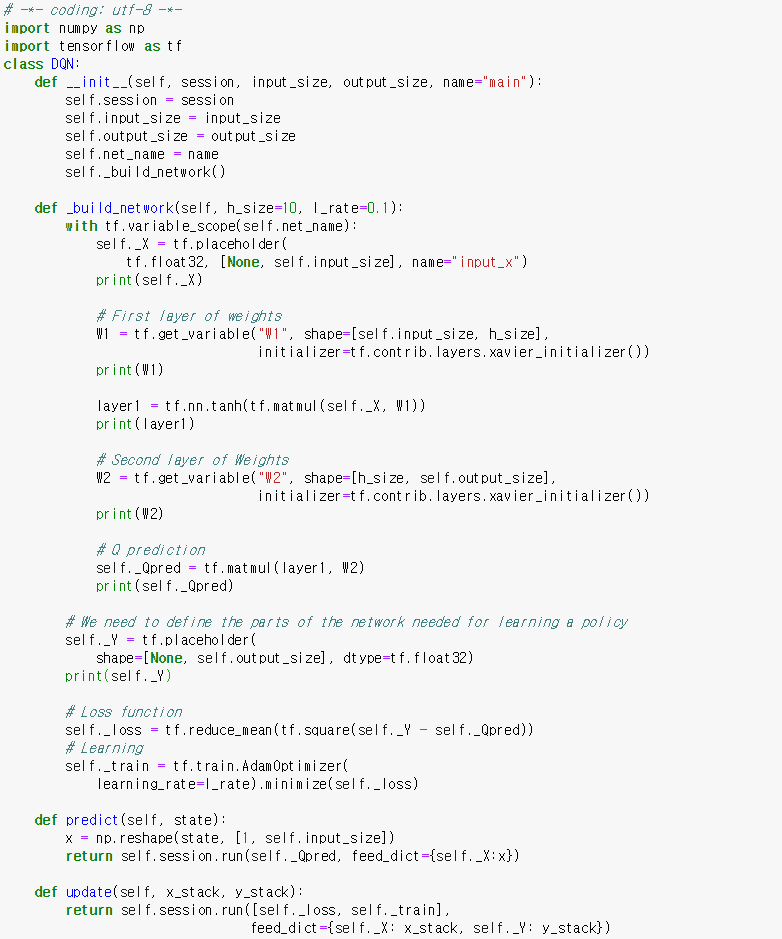 # -*- coding: utf-8 -*-
import numpy as np
import tensorflow as tf
class DQN:
    def __init__(self, session, input_size, output_size, name="main"):
        self.session = session
        self.input_size = input_size
        self.output_size = output_size
        self.net_name = name
        self._build_network()

    def _build_network(self, h_size=10, l_rate=0.1):
        with tf.variable_scope(self.net_name):
            self._X = tf.placeholder(
                tf.float32, [None, self.input_size], name="input_x")
            print(self._X)

            # First layer of weights
            W1 = tf.get_variable("W1", shape=[self.input_size, h_size],
                                 initializer=tf.contrib.layers.xavier_initializer())
            print(W1)

            layer1 = tf.nn.tanh(tf.matmul(self._X, W1))
            print(layer1)

            # Second layer of Weights
            W2 = tf.get_variable("W2", shape=[h_size, self.output_size],
                                 initializer=tf.contrib.layers.xavier_initializer())
            print(W2)

            # Q prediction
            self._Qpred = tf.matmul(layer1, W2)
            print(self._Qpred)

        # We need to define the parts of the network needed for learning a policy
        self._Y = tf.placeholder(
            shape=[None, self.output_size], dtype=tf.float32)
        print(self._Y)

        # Loss function
        self._loss = tf.reduce_mean(tf.square(self._Y - self._Qpred))
        # Learning
        self._train = tf.train.AdamOptimizer(
            learning_rate=l_rate).minimize(self._loss)

    def predict(self, state):
        x = np.reshape(state, [1, self.input_size])
        return self.session.run(self._Qpred, feed_dict={self._X:x})

    def update(self, x_stack, y_stack):
        return self.session.run([self._loss, self._train],
                                feed_dict={self._X: x_stack, self._Y: y_stack})